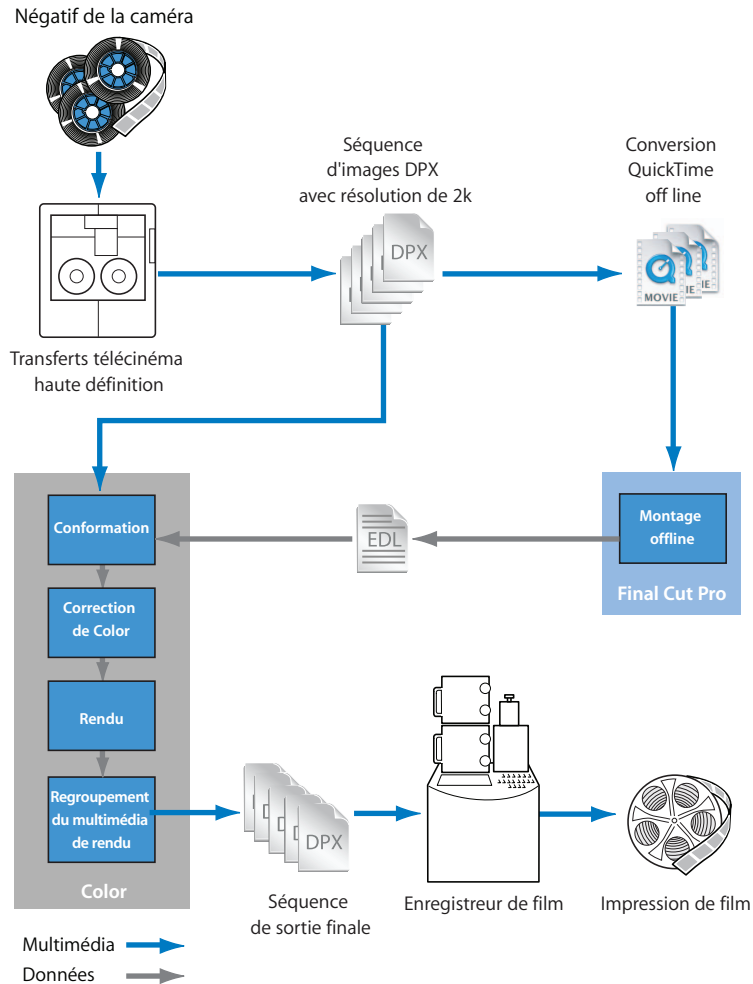 Négatif de la caméra
Séquence
d'images DPX
avec résolution de 2k
Conversion
QuickTime
off line
DPX
MOVIE
IE
IE
Transferts télécinéma
haute définition
Conformation
EDL
Montage
offline
Final Cut Pro
Correction
de Color
Rendu
Regroupement
du multimédia
de rendu
DPX
Color
Séquence
de sortie finale
Enregistreur de film
Impression de film
Multimédia
Données